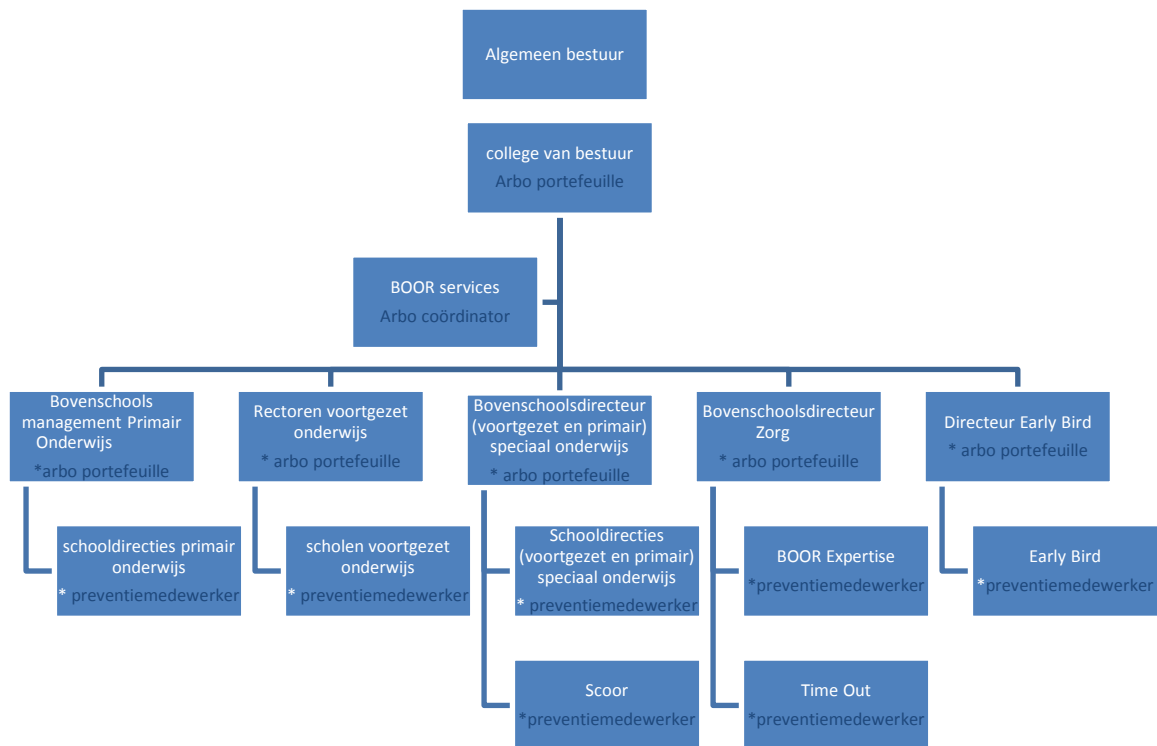 Algemeen bestuur
college van bestuur
Arbo portefeuille
BOOR services
Arbo coördinator
Bovenschools
management Primair
Onderwijs
*arbo portefeuille
Rectoren voortgezet
onderwijs
* arbo portefeuille
Bovenschoolsdirecteur
(voortgezet en primair)
speciaal onderwijs
* arbo portefeuille
Bovenschoolsdirecteur
Zorg
* arbo portefeuille
Directeur Early Bird
* arbo portefeuille
schooldirecties primair
onderwijs
* preventiemedewerker
scholen voortgezet
onderwijs
* preventiemedewerker
Schooldirecties
(voortgezet en primair)
speciaal onderwijs
* preventiemedewerker
BOOR Expertise
*preventiemedewerker
Early Bird
*preventiemedewerker
Scoor
*preventiemedewerker
Time Out
*preventiemedewerker